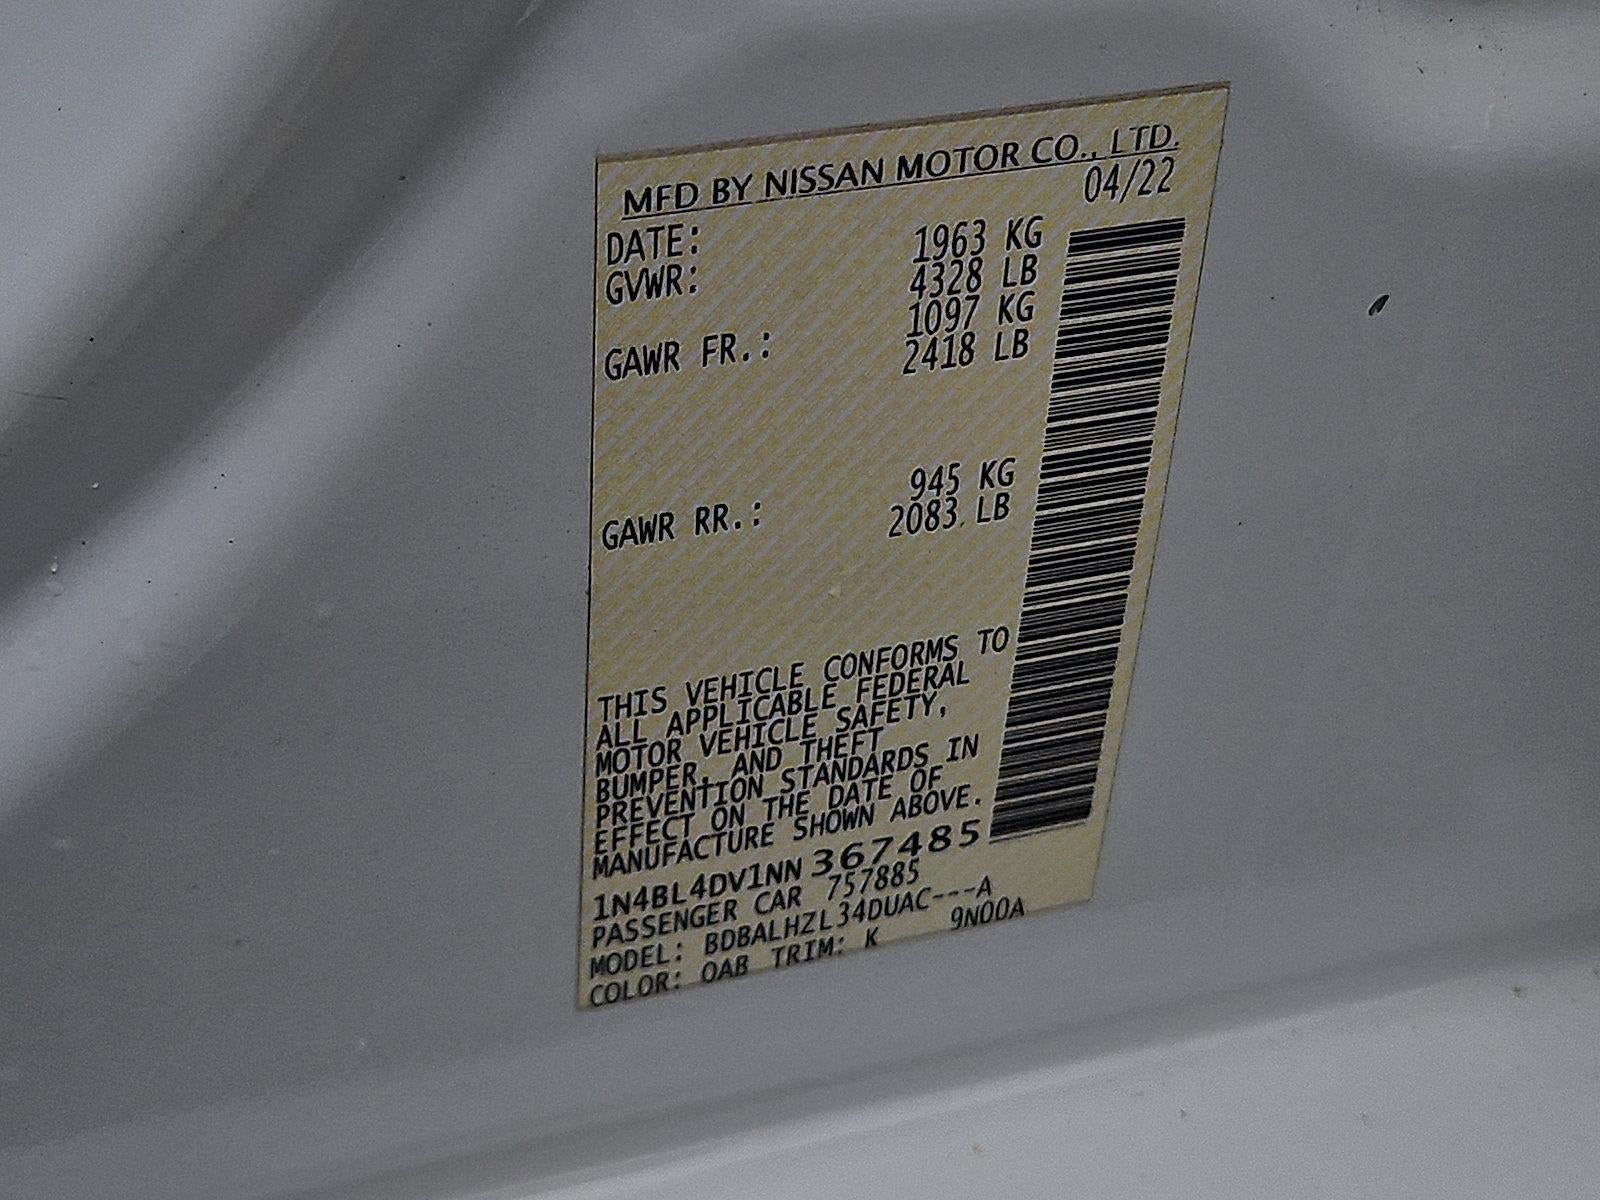 MFD BY NISSAN MOTOR CO., LTD.
DATE: 04/22
GVWR: 1963 KG
4328 LB
GAWR FR.: 1097 KG
2418 LB
GAWR RR.: 945 KG
2083 LB
THIS VEHICLE CONFORMS TO
ALL APPLICABLE FEDERAL
MOTOR VEHICLE SAFETY,
BUMPER, AND THEFT
PREVENTION STANDARDS IN
EFFECT ON THE DATE OF
MANUFACTURE SHOWN ABOVE.
1N4BL4DV1NN367485
PASSENGER CAR 757885
MODEL: BDBALHZL34DUAC---A
COLOR: QAB TRIM: K 9N00A